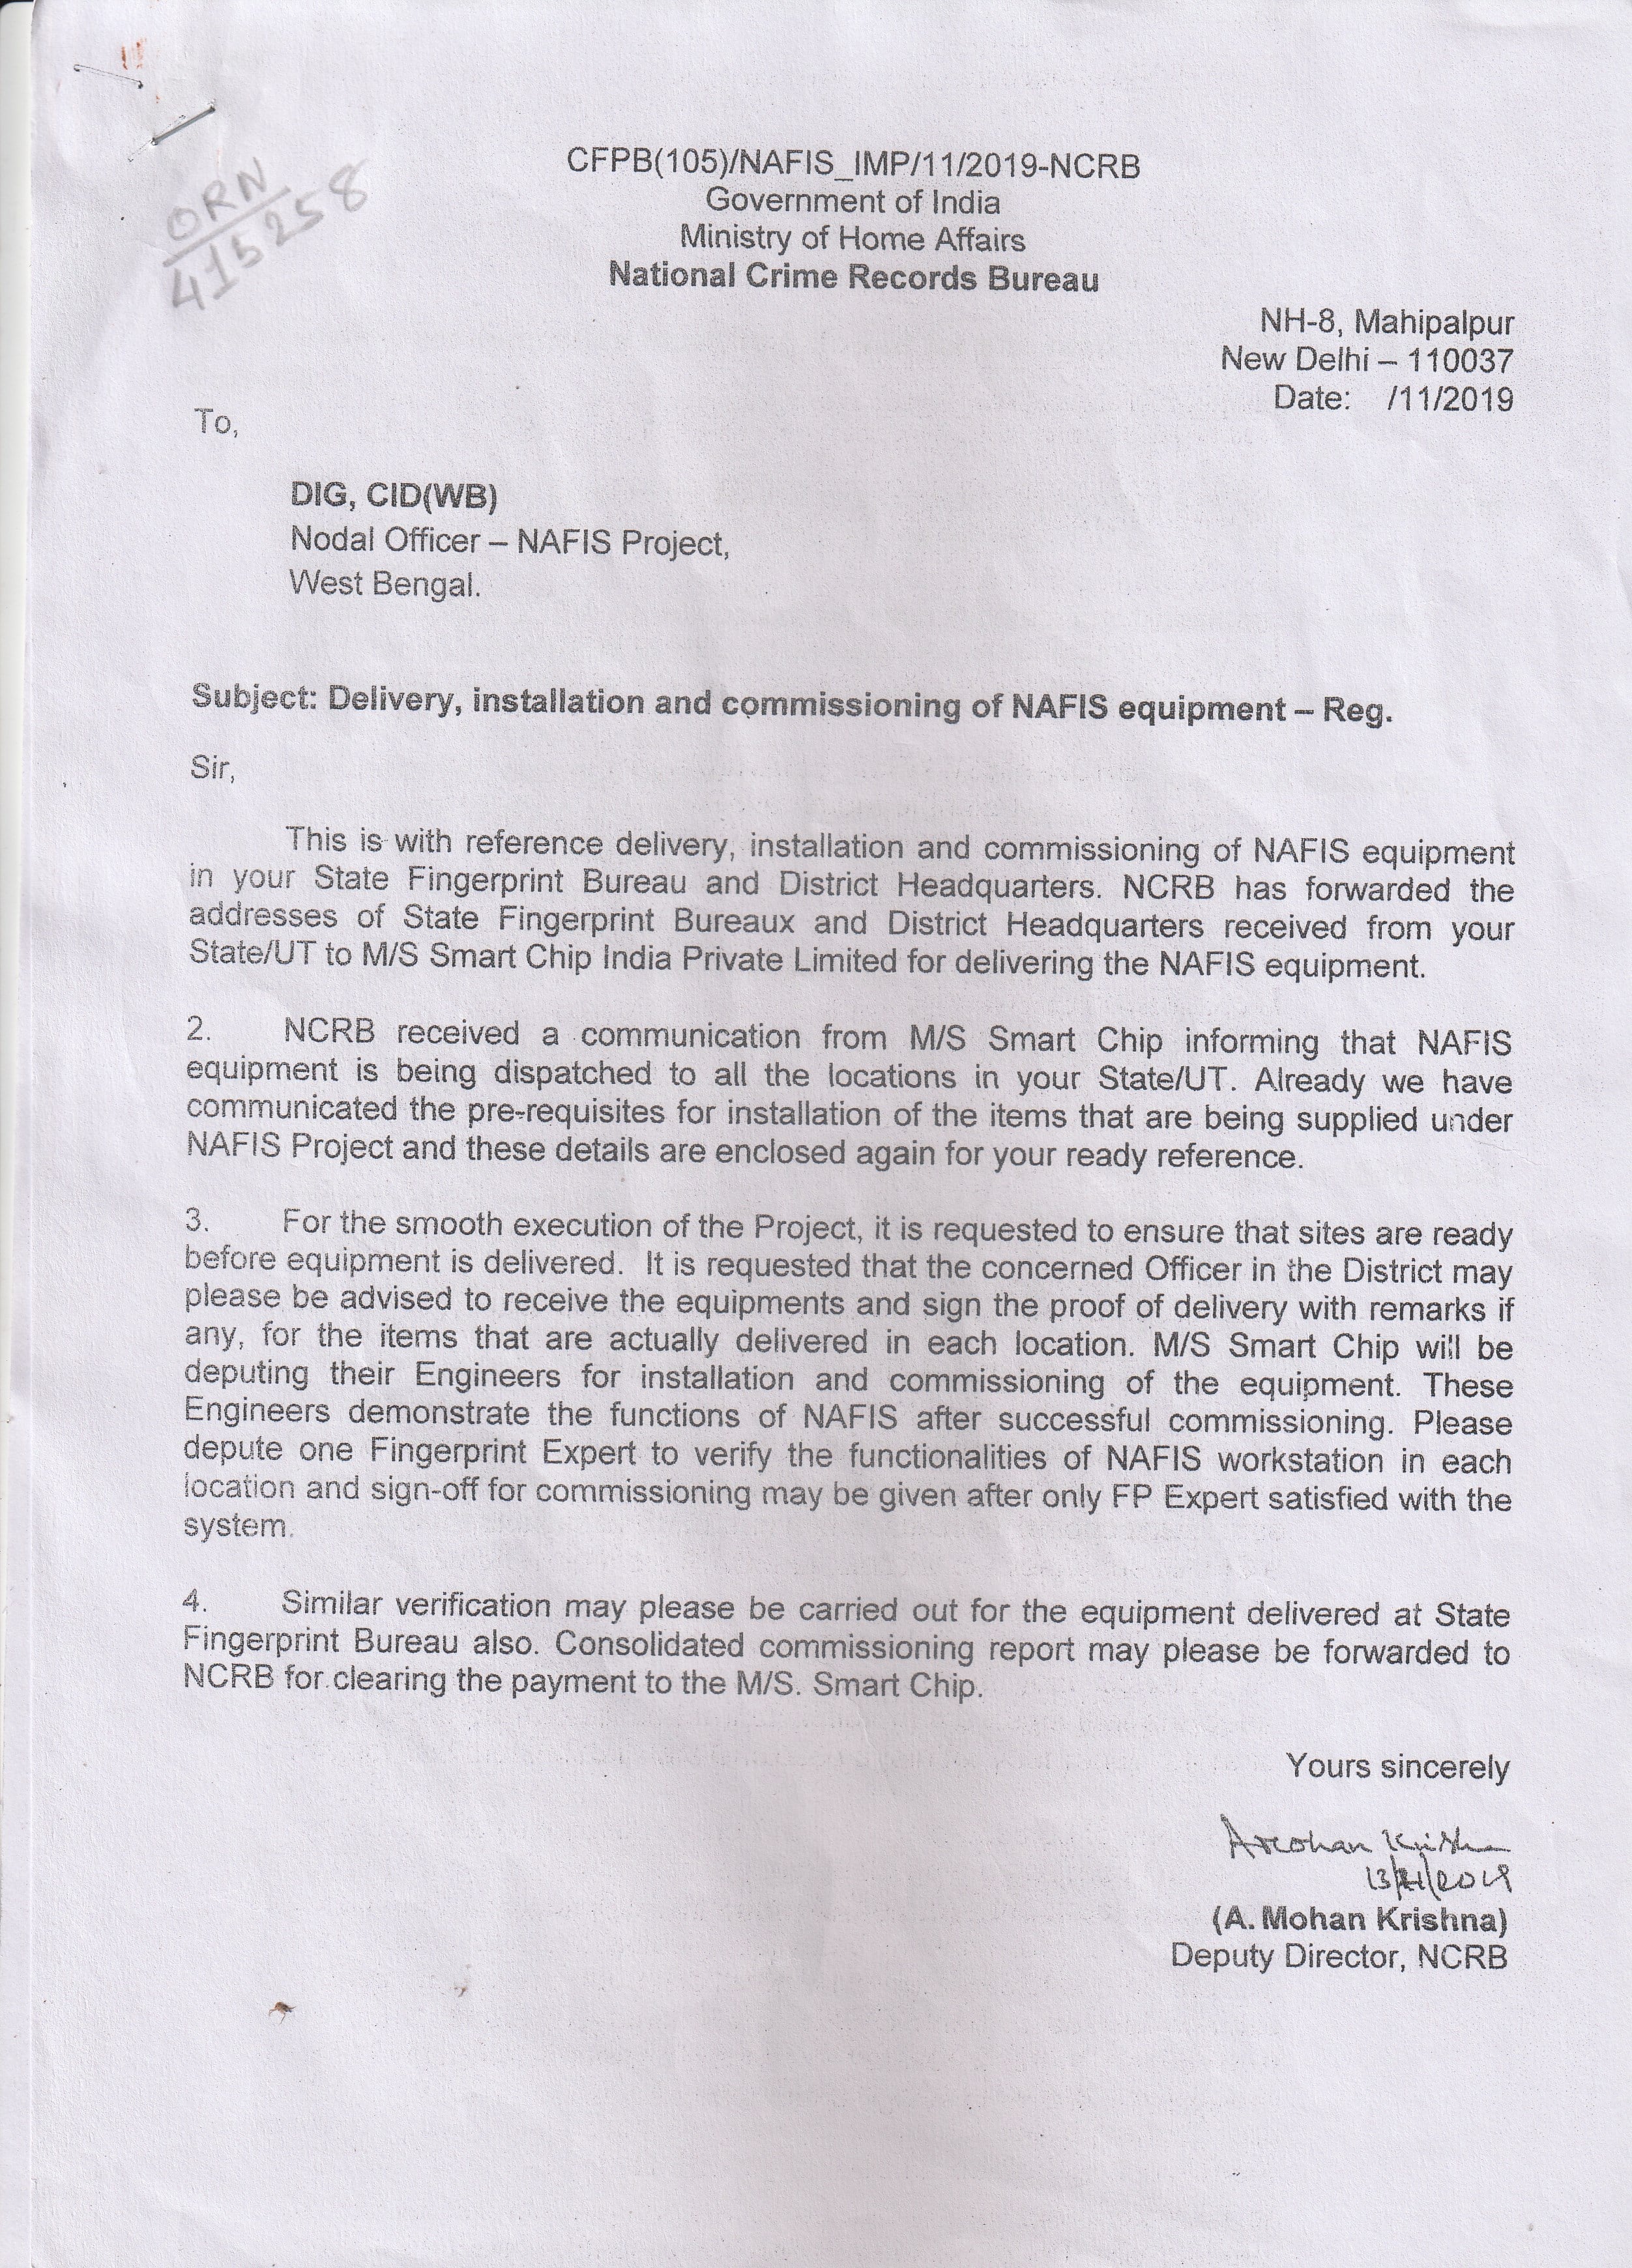 ORN
415258
CFPB(105)/NAFIS_IMP/11/2019-NCRB
Government of India
Ministry of Home Affairs
National Crime Records Bureau
NH-8, Mahipalpur
New Delhi – 110037
Date:    /11/2019
To,
DIG, CID(WB)
Nodal Officer – NAFIS Project,
West Bengal.
Subject: Delivery, installation and commissioning of NAFIS equipment – Reg.
Sir,
This is with reference delivery, installation and commissioning of NAFIS equipment
in your State Fingerprint Bureau and District Headquarters. NCRB has forwarded the
addresses of State Fingerprint Bureaux and District Headquarters received from your
State/UT to M/S Smart Chip India Private Limited for delivering the NAFIS equipment.
2. NCRB received a communication from M/S Smart Chip informing that NAFIS
equipment is being dispatched to all the locations in your State/UT. Already we have
communicated the pre-requisites for installation of the items that are being supplied under
NAFIS Project and these details are enclosed again for your ready reference.
3. For the smooth execution of the Project, it is requested to ensure that sites are ready
before equipment is delivered. It is requested that the concerned Officer in the District may
please be advised to receive the equipments and sign the proof of delivery with remarks if
any, for the items that are actually delivered in each location. M/S Smart Chip will be
deputing their Engineers for installation and commissioning of the equipment. These
Engineers demonstrate the functions of NAFIS after successful commissioning. Please
depute one Fingerprint Expert to verify the functionalities of NAFIS workstation in each
location and sign-off for commissioning may be given after only FP Expert satisfied with the
system.
4. Similar verification may please be carried out for the equipment delivered at State
Fingerprint Bureau also. Consolidated commissioning report may please be forwarded to
NCRB for clearing the payment to the M/S. Smart Chip.
Yours sincerely
AMohan Krishna
13/11/2019
(A. Mohan Krishna)
Deputy Director, NCRB